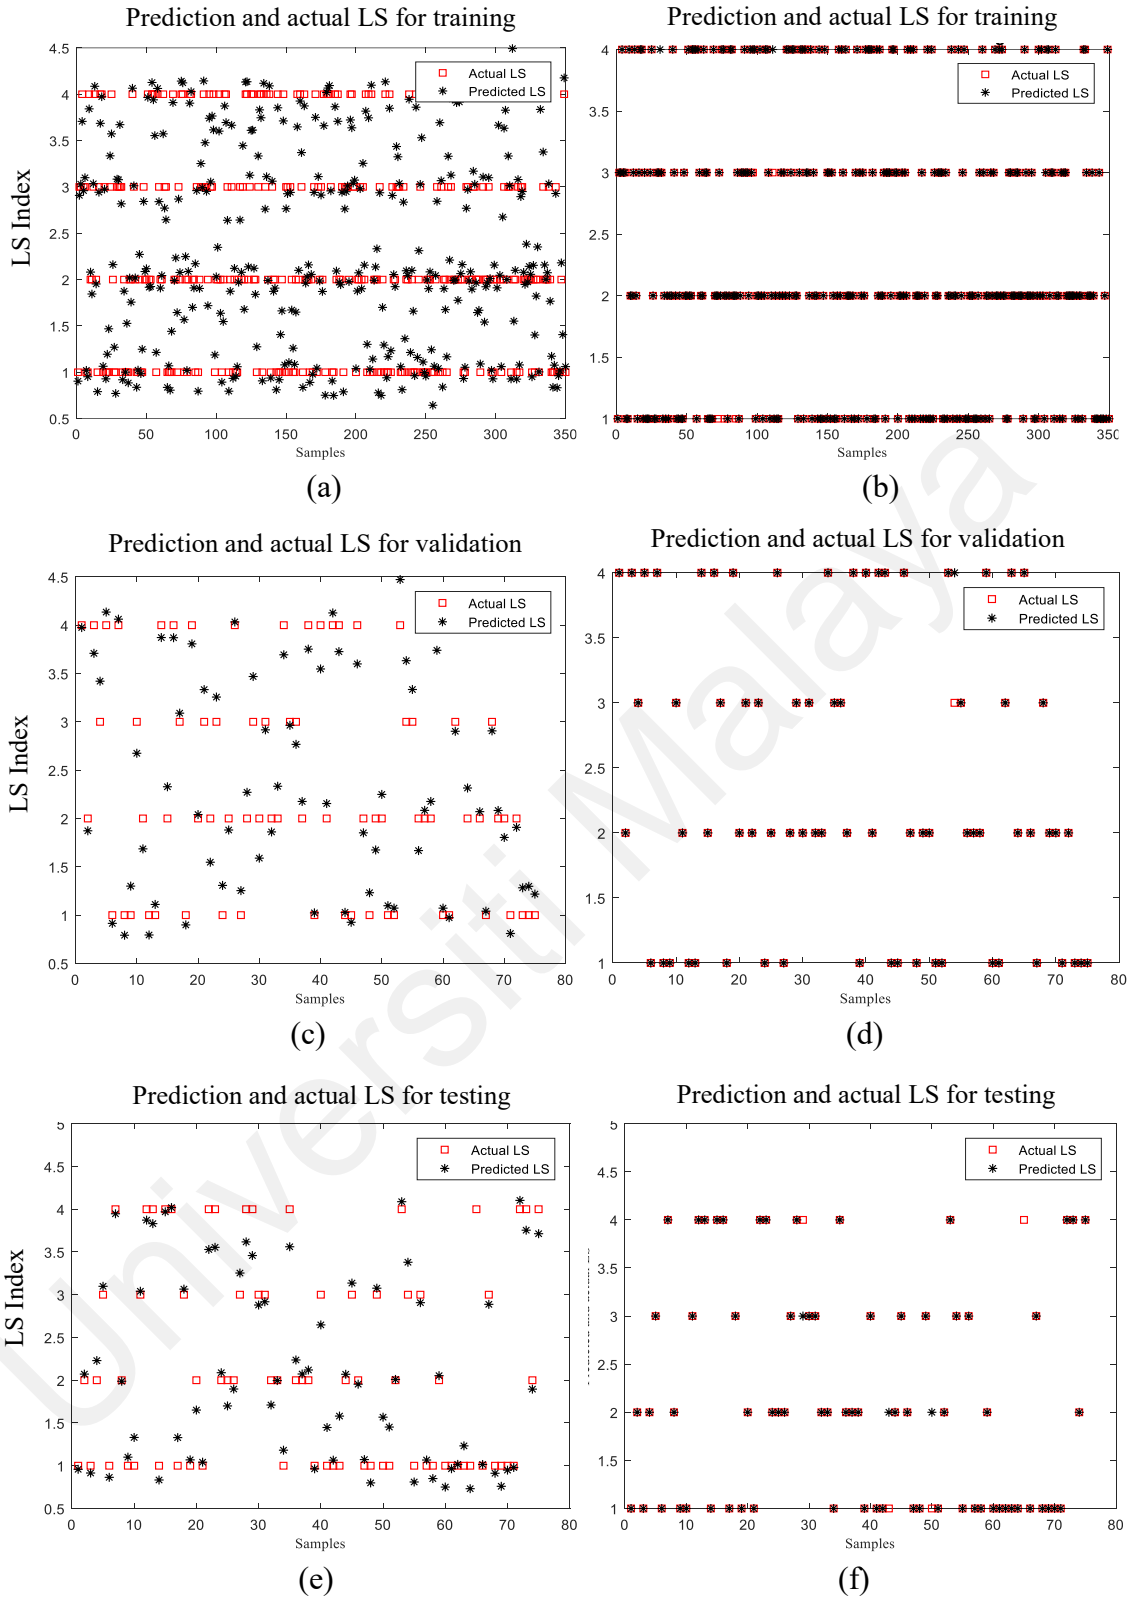 Prediction and actual LS for training
4.5
4
3.5
3
2.5
2
1.5
1
0.5
0 50 100 150 200 250 300 350
Actual LS
Predicted LS
LS Index
Samples
(a)
Prediction and actual LS for training
4
3.5
3
2.5
2
1.5
1
0 50 100 150 200 250 300 350
Actual LS
Predicted LS
Samples
(b)
Prediction and actual LS for validation
4.5
4
3.5
3
2.5
2
1.5
1
0.5
0 10 20 30 40 50 60 70 80
Actual LS
Predicted LS
LS Index
Samples
(c)
Prediction and actual LS for validation
4
3.5
3
2.5
2
1.5
1
0 10 20 30 40 50 60 70 80
Actual LS
Predicted LS
Samples
(d)
Prediction and actual LS for testing
5
4.5
4
3.5
3
2.5
2
1.5
1
0.5
0 10 20 30 40 50 60 70 80
Actual LS
Predicted LS
LS Index
Samples
(e)
Prediction and actual LS for testing
5
4.5
4
3.5
3
2.5
2
1.5
1
0 10 20 30 40 50 60 70 80
Actual LS
Predicted LS
Samples
(f)
Universiti Malaya